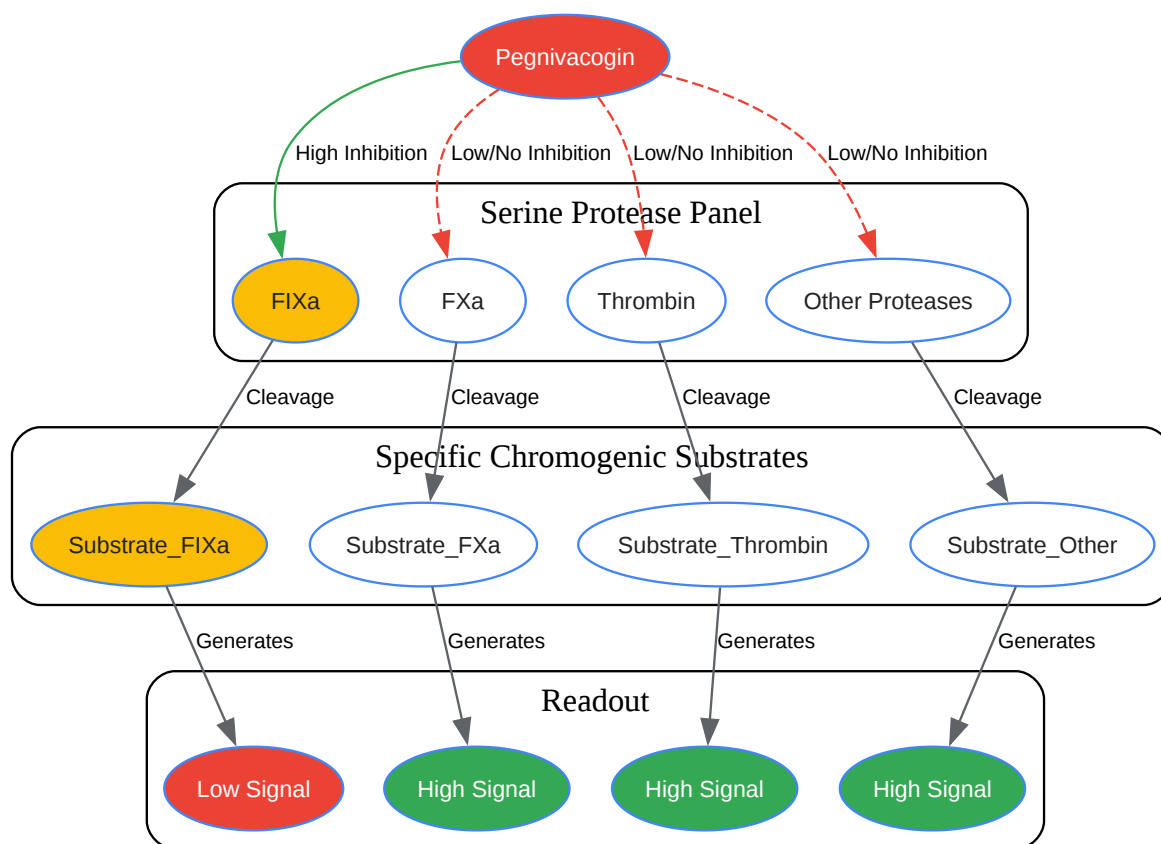 Pegnivacogin
High Inhibition
Low/No Inhibition
Low/No Inhibition
Low/No Inhibition
Serine Protease Panel
FIXa
FXa
Thrombin
Other Proteases
Cleavage
Cleavage
Cleavage
Cleavage
Specific Chromogenic Substrates
Substrate_FIXa
Substrate_FXa
Substrate_Thrombin
Substrate_Other
Generates
Generates
Generates
Generates
Readout
Low Signal
High Signal
High Signal
High Signal